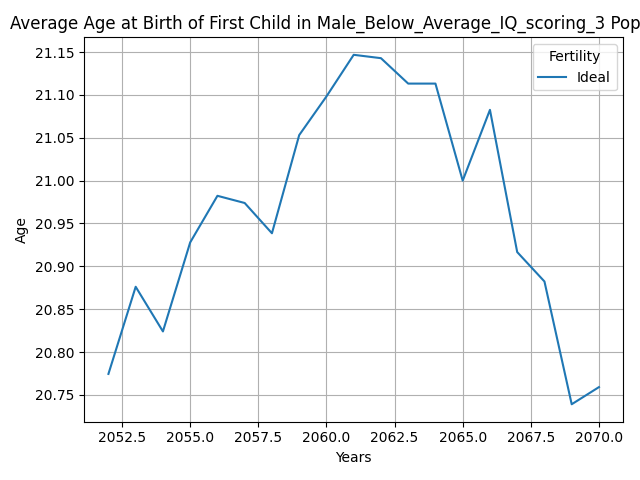 Average Age at Birth of First Child in Male_Below_Average_IQ_scoring_3 Pop
Fertility
Ideal
21.15
21.10
21.05
21.00
20.95
20.90
20.85
20.80
20.75
Age
2052.5 2055.0 2057.5 2060.0 2062.5 2065.0 2067.5 2070.0
Years